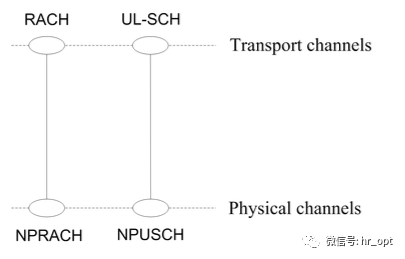 RACH UL-SCH
Transport channels
Physical channels
NPRACH NPUSCH
微信号: hr_opt